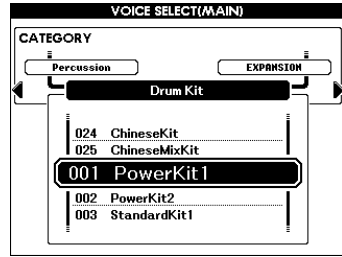 VOICE SELECT(MAIN)
CATEGORY
Percussion EXPANSION
Drum Kit
024 ChineseKit
025 ChineseMixKit
001 PowerKit1
002 PowerKit2
003 StandardKit1